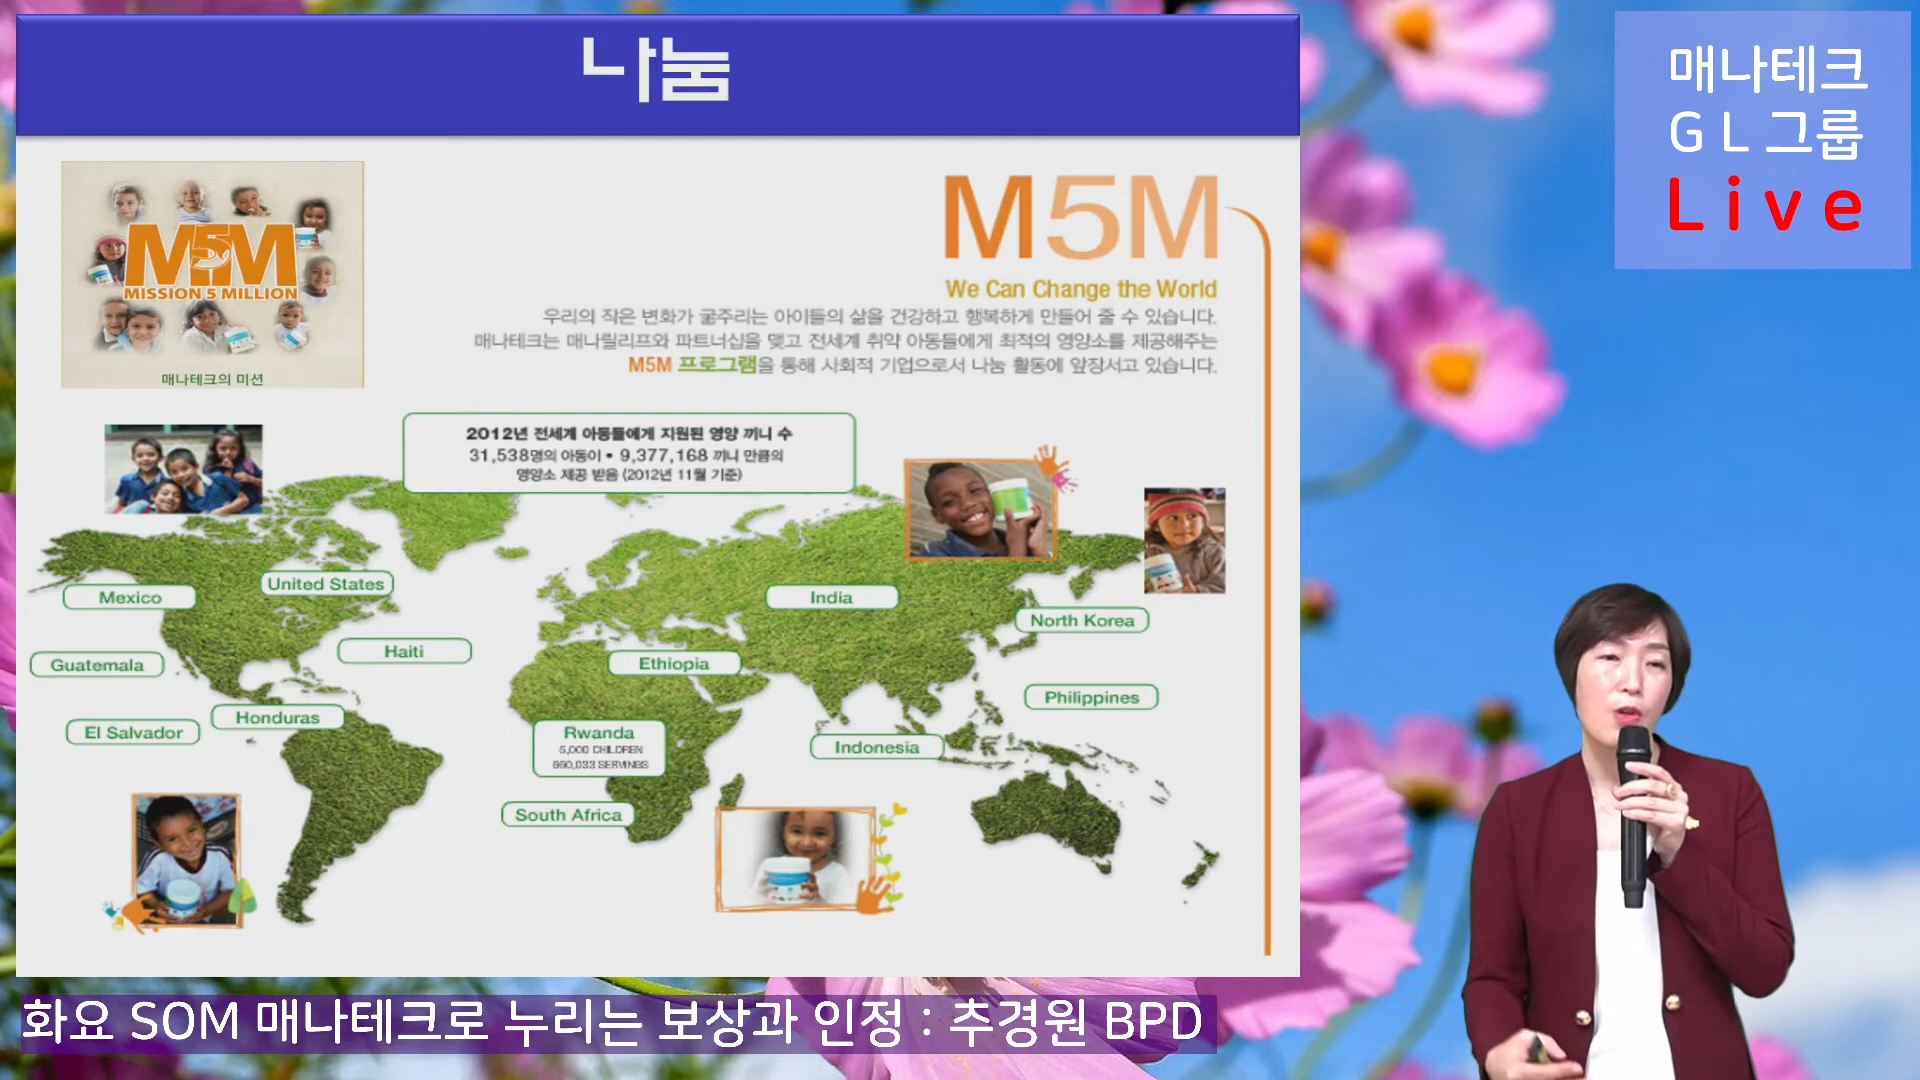 나눔
매나테크
G L 그룹
Live
M5M
MISSION 5 MILLION
매나테크의 미션
M5M
We Can Change the World
우리의 작은 변화가 굶주리는 아이들의 삶을 건강하고 행복하게 만들어 줄 수 있습니다.
매나테크는 매나릴리프와 파트너십을 맺고 전세계 취약 아동들에게 최적의 영양소를 제공해주는
M5M 프로그램을 통해 사회적 기업으로서 나눔 활동에 앞장서고 있습니다.
2012년 전세계 아동들에게 지원된 영양 끼니 수
31,538명의 아동이 • 9,377,168 끼니 만큼의
영양소 제공 받음 (2012년 11월 기준)
United States
Mexico
India
North Korea
Haiti
Guatemala
Ethiopia
Philippines
Honduras
El Salvador
Rwanda
5,000 CHILDREN
660,033 SERVINGS
Indonesia
South Africa
화요 SOM 매나테크로 누리는 보상과 인정 : 추경원 BPD